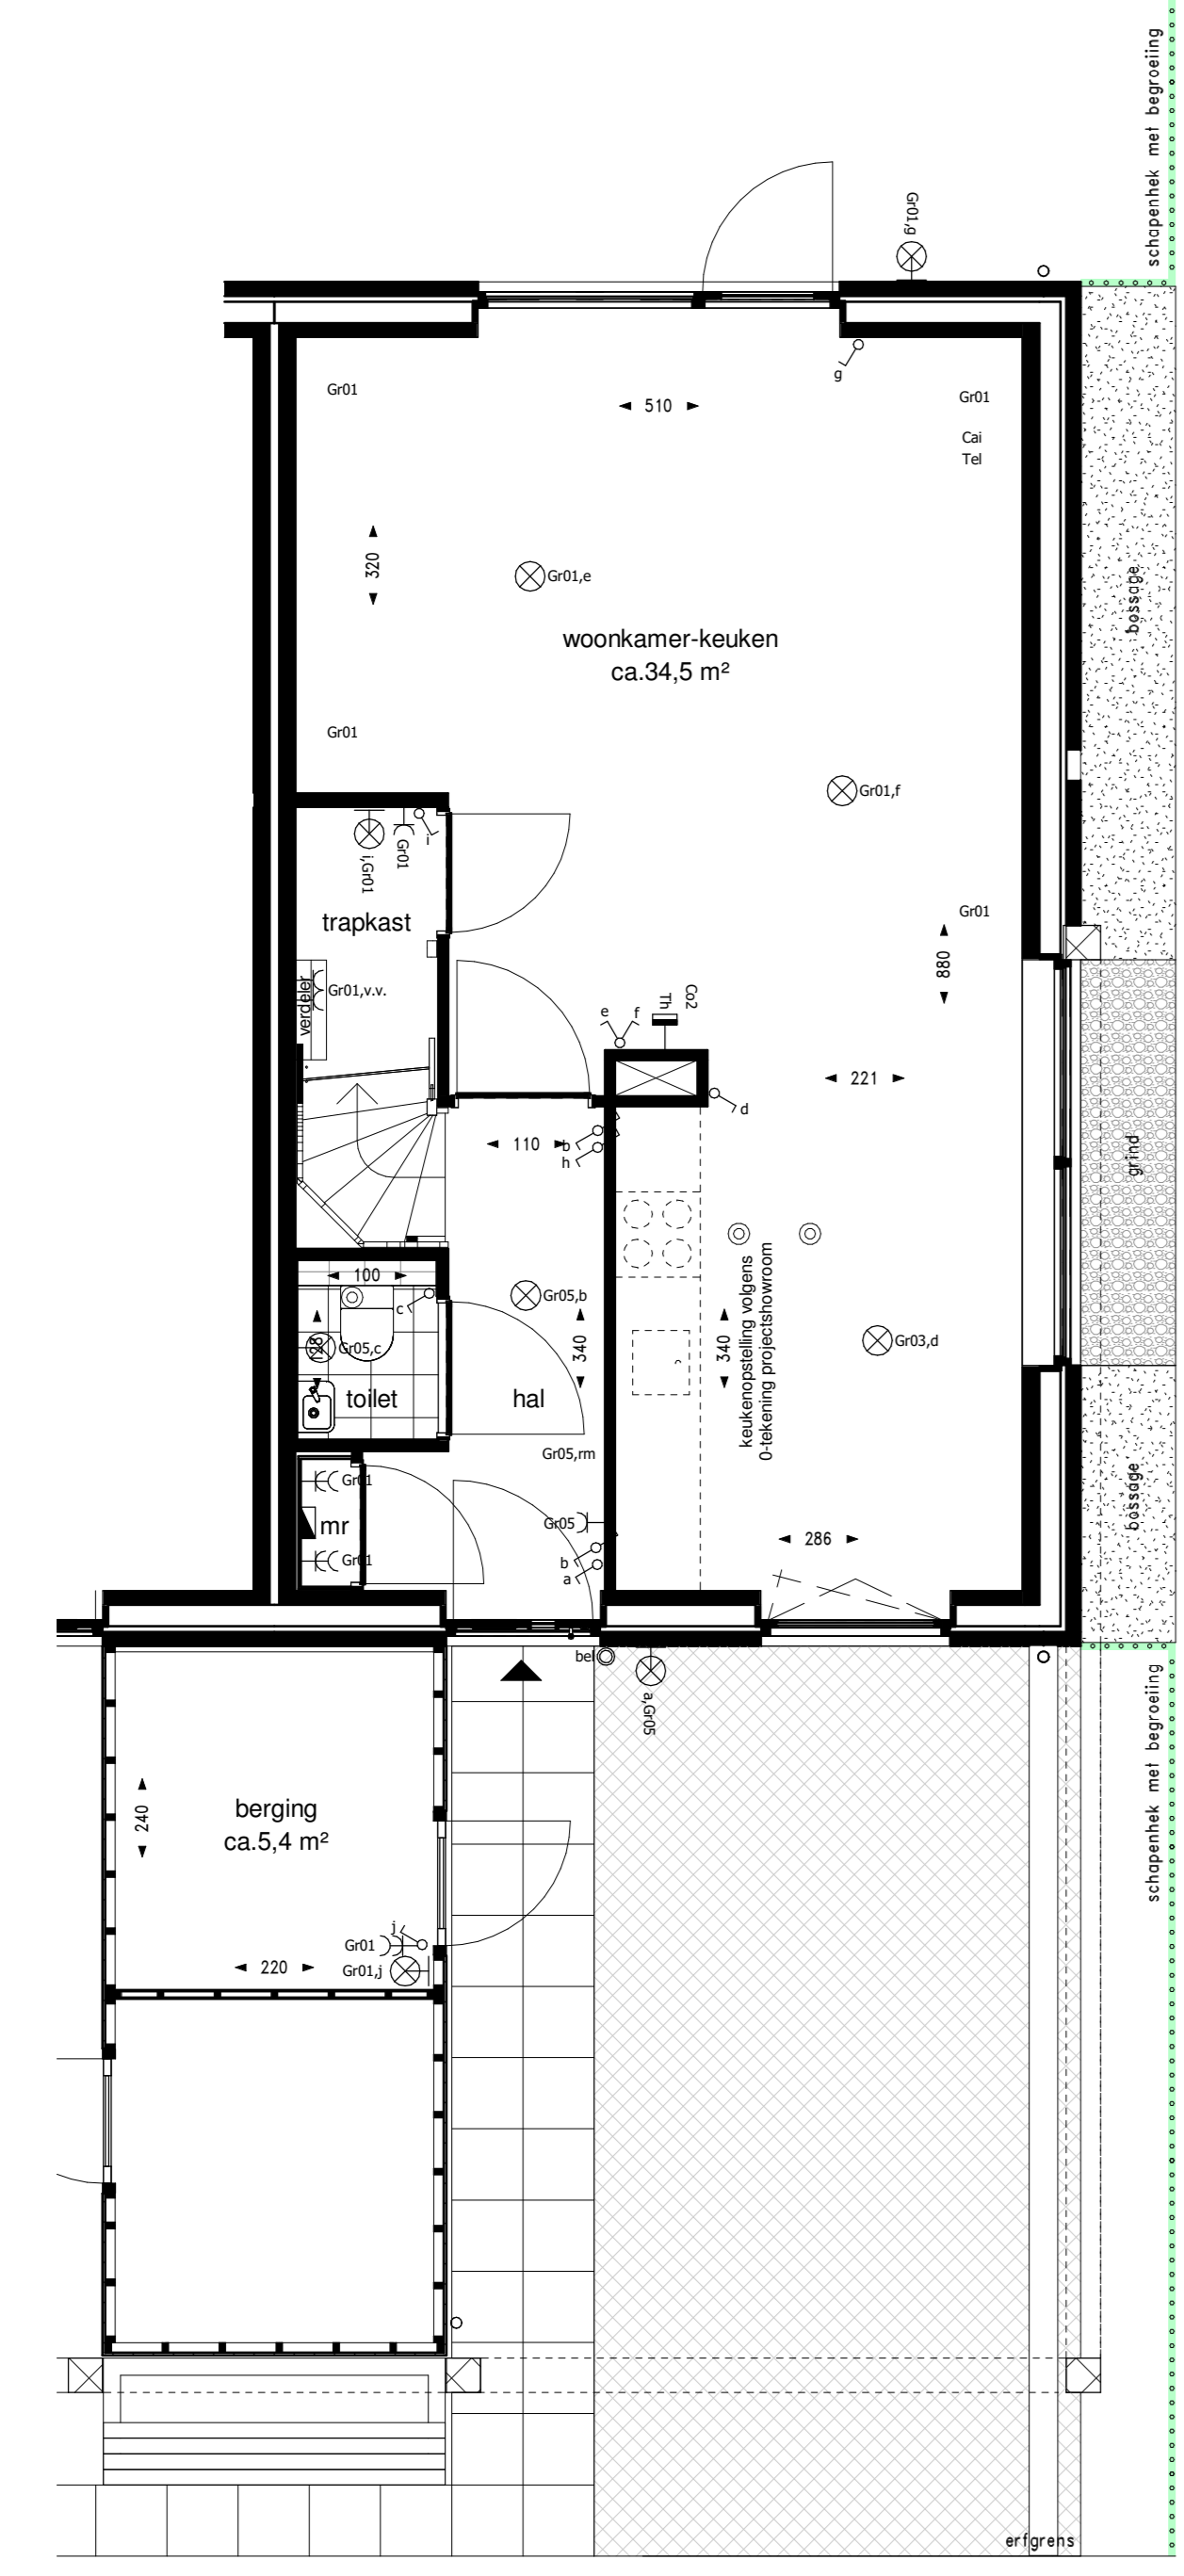 schapenhek met begroeiing
Gr01,g
g
Gr01
510
Gr01
Cai
Tel
320
Gr01,e
bossage
woonkamer-keuken
ca.34,5 m²
Gr01
Gr01,f
i,Gr01
Gr01
i
trapkast
Gr01
880
verdeler
Gr01,v.v.
e
f
Th
Co2
221
d
110
b
h
grind
100
c
Gr05,b
128
Gr05,c
340
340
keukenopstelling volgens
0-tekening projectshowroom
Gr03,d
toilet
hal
Gr05,rm
Gr01
mr
Gr01
Gr05
b
a
286
bossage
bel
a,Gr05
schapenhek met begroeiing
240
berging
ca.5,4 m²
j
Gr01
Gr01,j
220
erfgrens